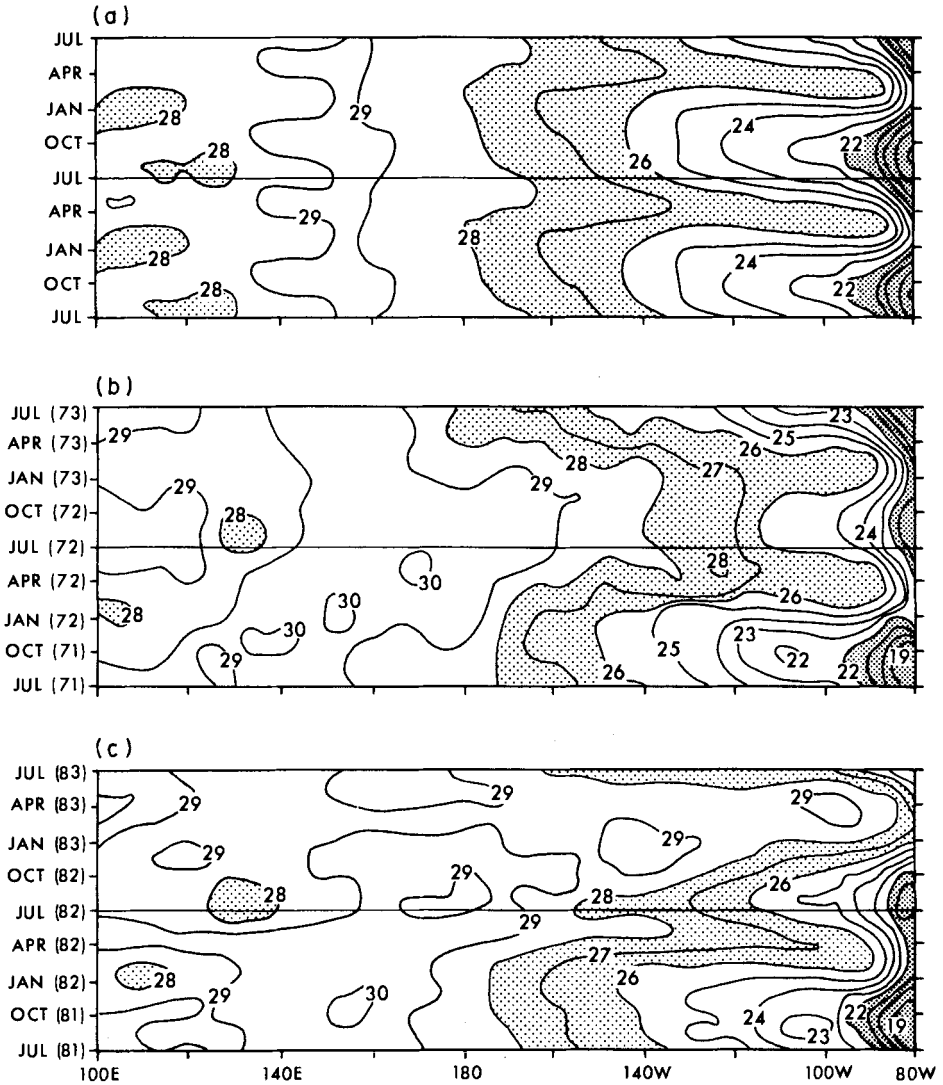 (a)
JUL
APR
JAN
OCT
JUL
APR
JAN
OCT
JUL
28
28
28
28
29
29
28
26
24
22
24
22
(b)
JUL (73)
APR (73)
JAN (73)
OCT (72)
JUL (72)
APR (72)
JAN (72)
OCT (71)
JUL (71)
29
29
28
28
29
30
30
30
29
28
27
26
25
23
24
28
26
26
25
23
22
22
19
(c)
JUL (83)
APR (83)
JAN (83)
OCT (82)
JUL (82)
APR (82)
JAN (82)
OCT (81)
JUL (81)
29
29
28
28
29
30
29
29
29
29
29
28
26
27
26
24
23
22
19
100E 140E 180 140W 100W 80W